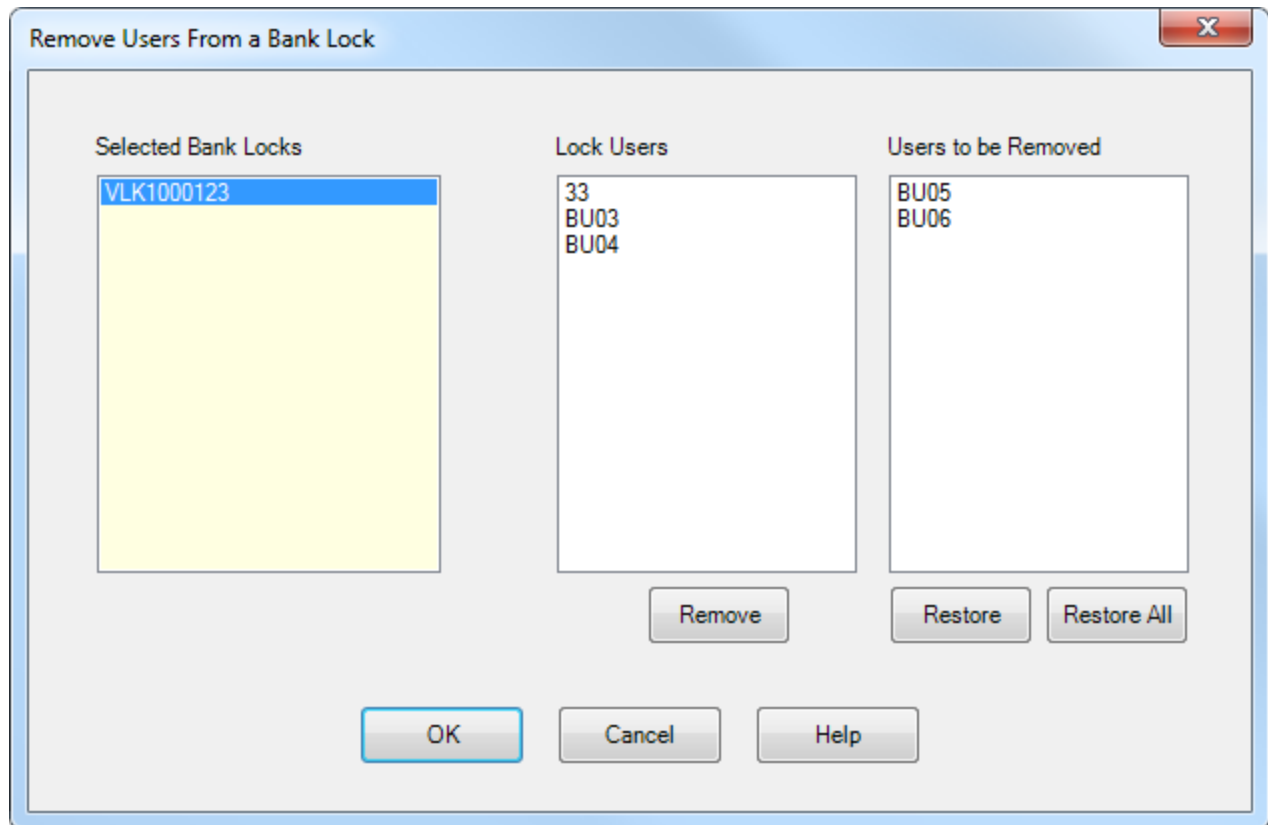 Remove Users From a Bank Lock
Selected Bank Locks
VLK1000123
Lock Users
33
BU03
BU04
Users to be Removed
BU05
BU06
Remove
Restore
Restore All
OK
Cancel
Help